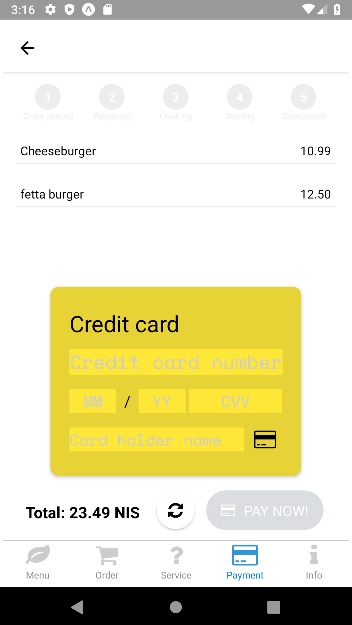 3:16
1 2 3 4 5
Order placed Preparing Cooking Serving Completed
Cheeseburger 10.99
fetta burger 12.50
Credit card
Credit card number
MM / YY CVV
Card holder name
Total: 23.49 NIS PAY NOW!
Menu Order Service Payment Info